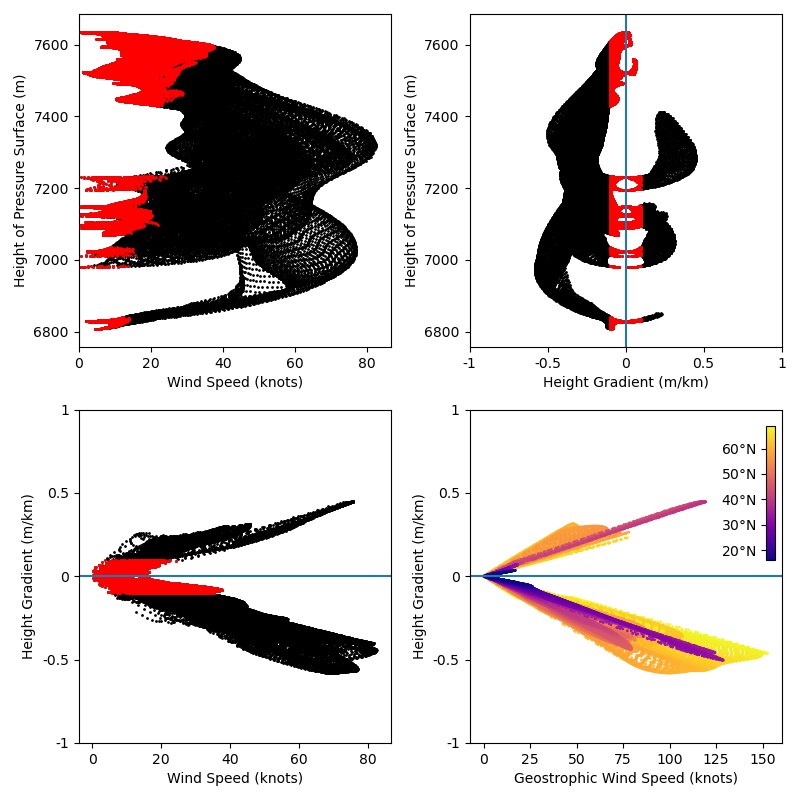 7600
7400
7200
7000
6800
Height of Pressure Surface (m)
0 20 40 60 80
Wind Speed (knots)
7600
7400
7200
7000
6800
Height of Pressure Surface (m)
-1 -0.5 0 0.5 1
Height Gradient (m/km)
1
0.5
0
-0.5
-1
Height Gradient (m/km)
0 20 40 60 80
Wind Speed (knots)
1
0.5
0
-0.5
-1
Height Gradient (m/km)
60°N
50°N
40°N
30°N
20°N
0 25 50 75 100 125 150
Geostrophic Wind Speed (knots)